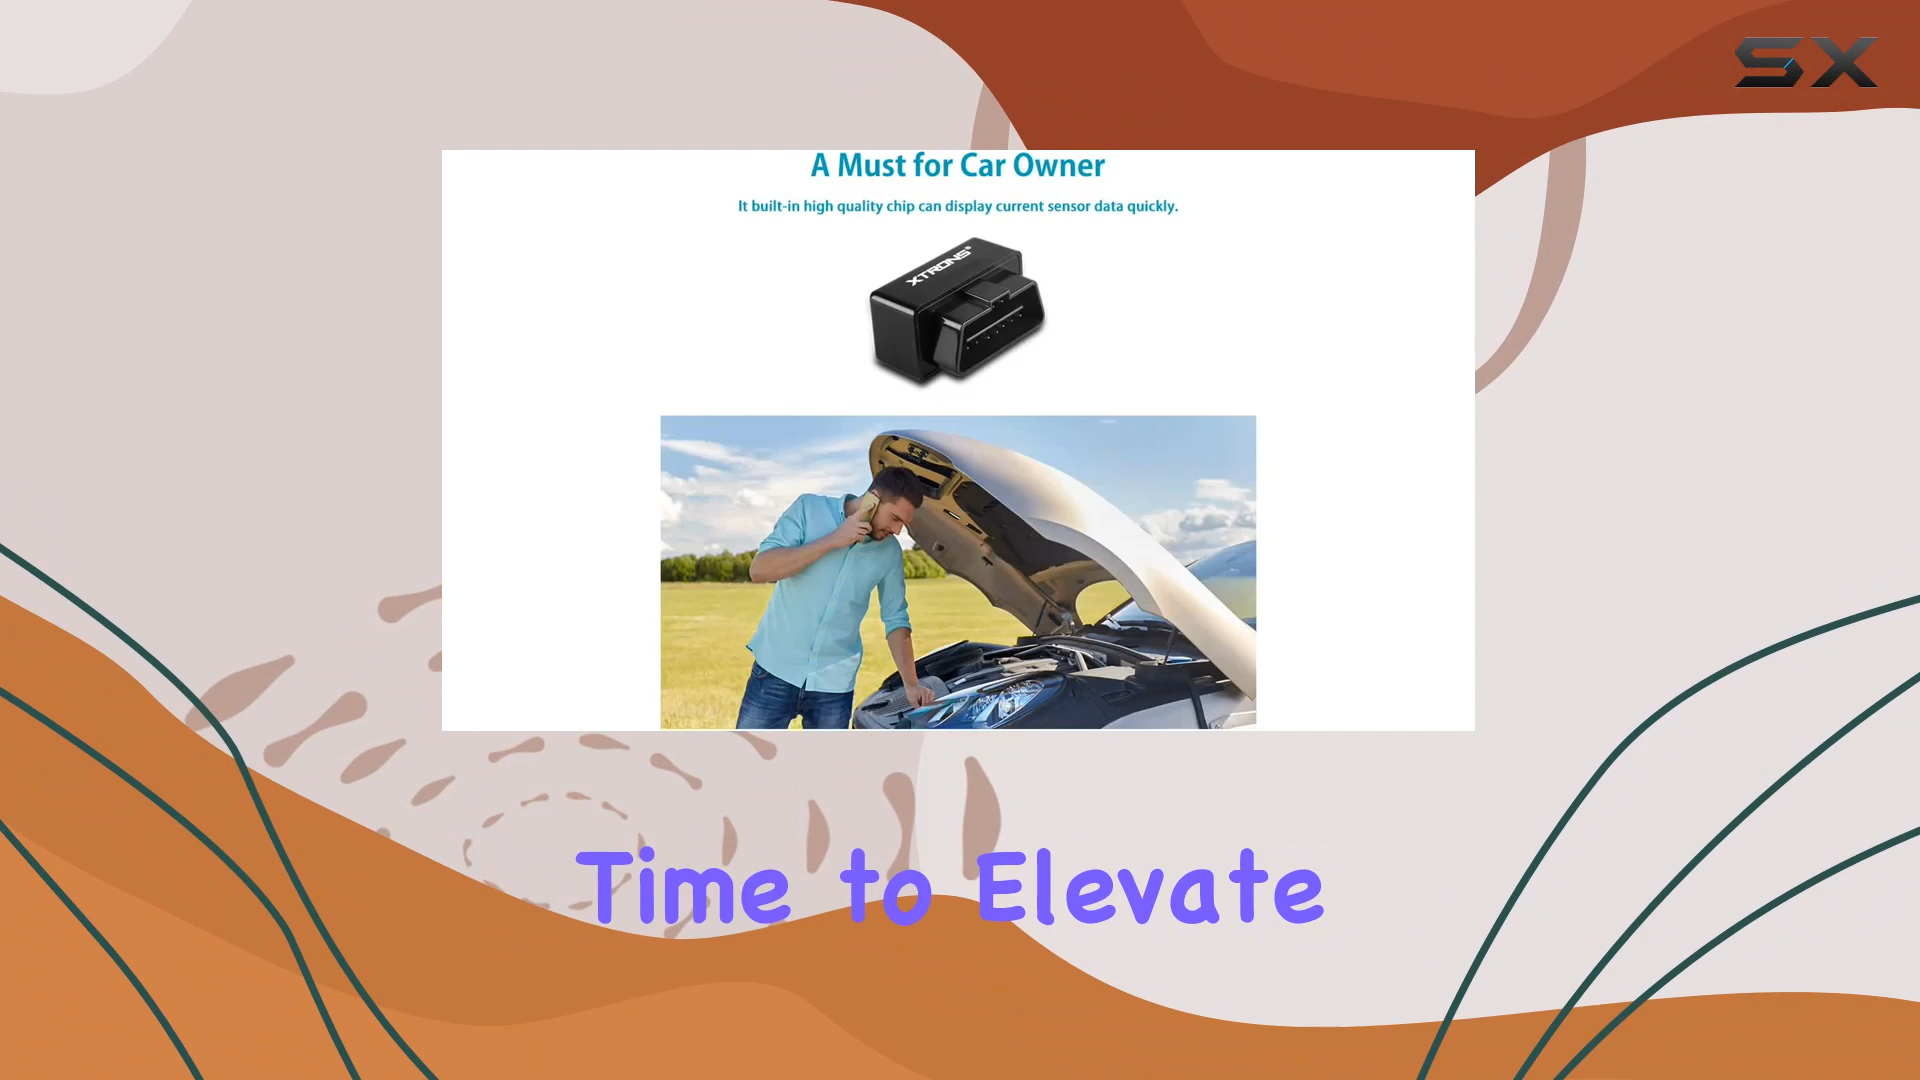 SX
A Must for Car Owner
It built-in high quality chip can display current sensor data quickly.
XTRONS®
Time to Elevate